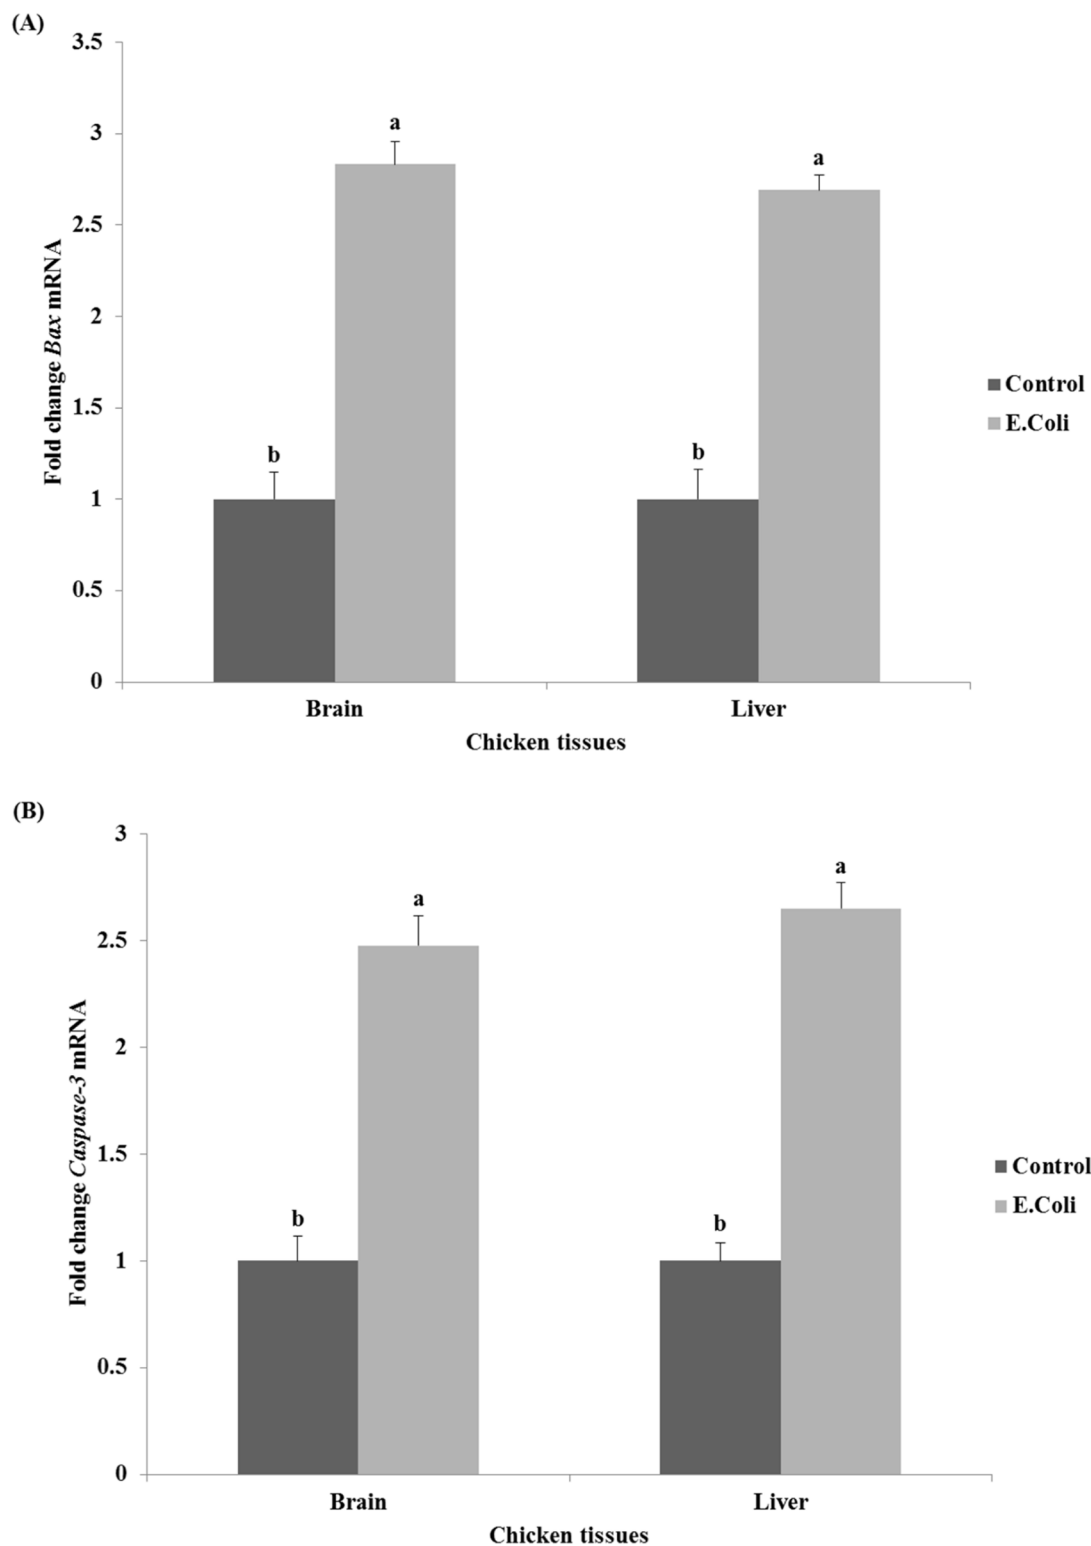 (A)
3.5
3
2.5
2
1.5
1
0.5
0
Fold change Bax mRNA
a
a
b
b
Control
E.Coli
Brain Liver
Chicken tissues
(B)
3
2.5
2
1.5
1
0.5
0
Fold change Caspase-3 mRNA
a
a
b
b
Control
E.Coli
Brain Liver
Chicken tissues